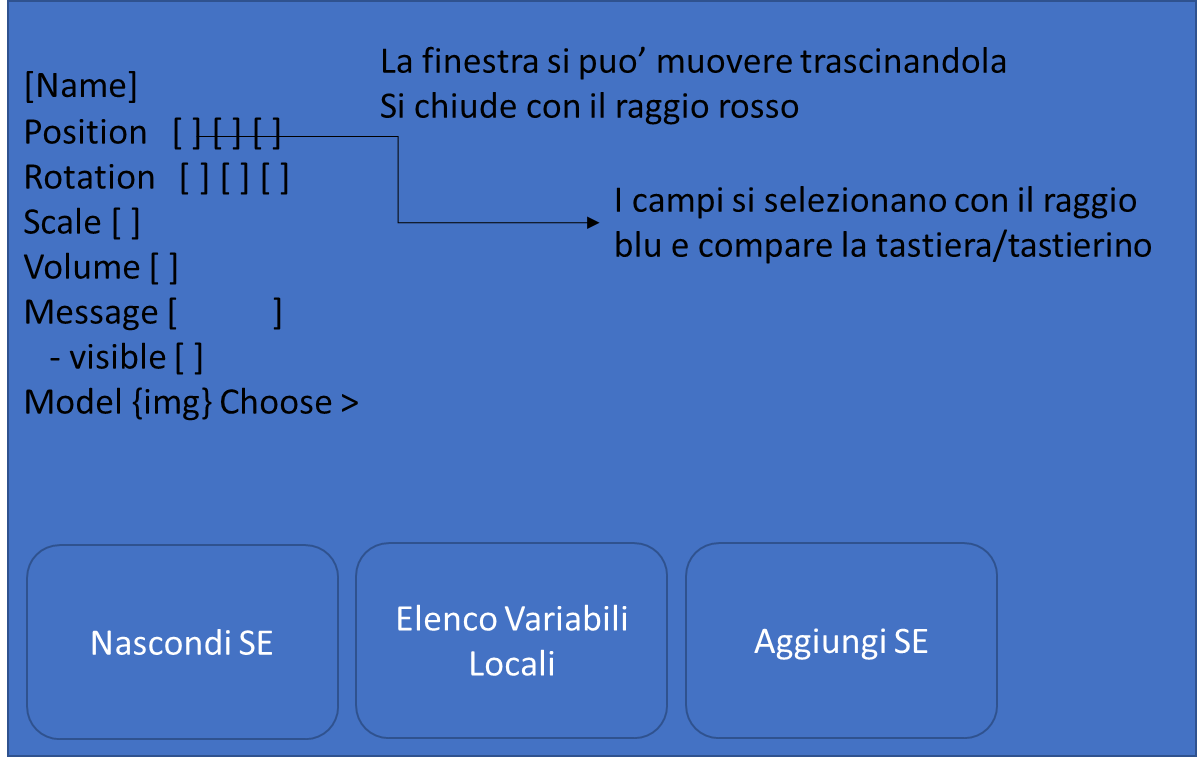 La finestra si puo’ muovere trascinandola
Si chiude con il raggio rosso
[Name]
Position [ ] [ ] [ ]
Rotation [ ] [ ] [ ]
Scale [ ]
Volume [ ]
Message [ ]
- visible [ ]
Model {img} Choose >
I campi si selezionano con il raggio
blu e compare la tastiera/tastierino
Nascondi SE
Elenco Variabili
Locali
Aggiungi SE